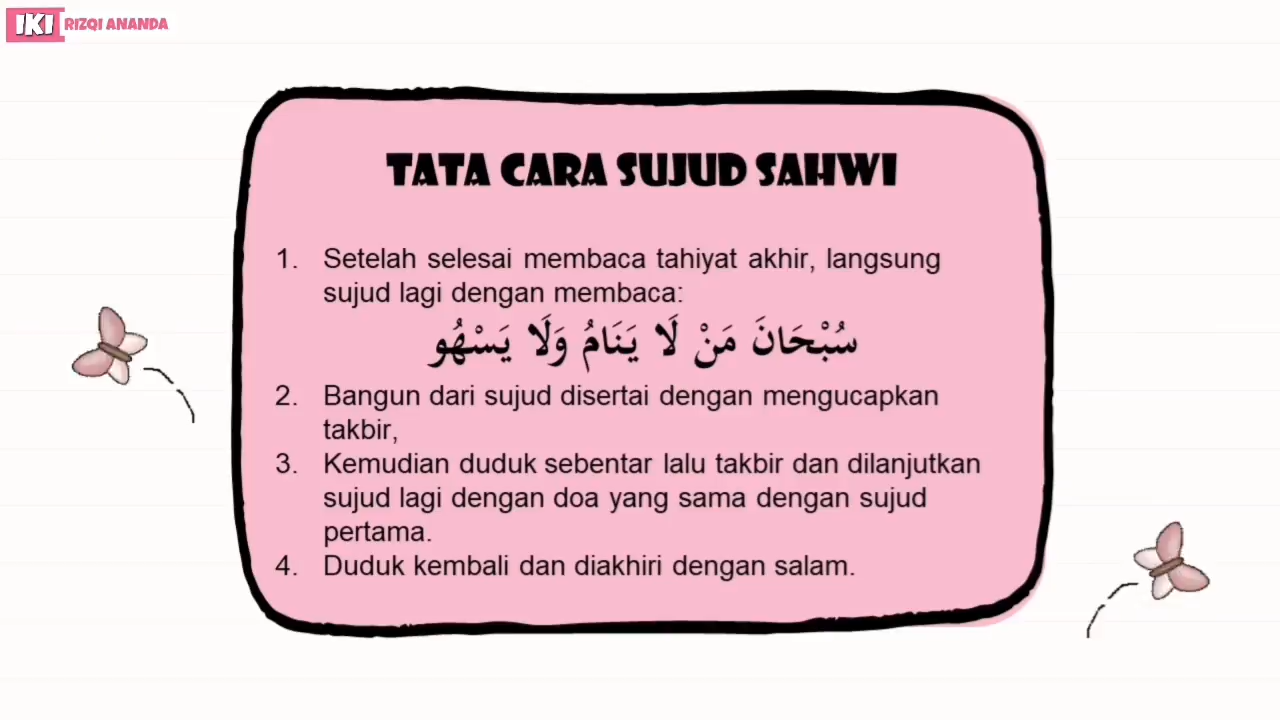 IKI RIZQI ANANDA
TATA CARA SUJUD SAHWI
1. Setelah selesai membaca tahiyat akhir, langsung
sujud lagi dengan membaca:
سُبْحَانَ مَنْ لَا يَنَامُ وَلَا يَسْهُو
2. Bangun dari sujud disertai dengan mengucapkan
takbir,
3. Kemudian duduk sebentar lalu takbir dan dilanjutkan
sujud lagi dengan doa yang sama dengan sujud
pertama.
4. Duduk kembali dan diakhiri dengan salam.